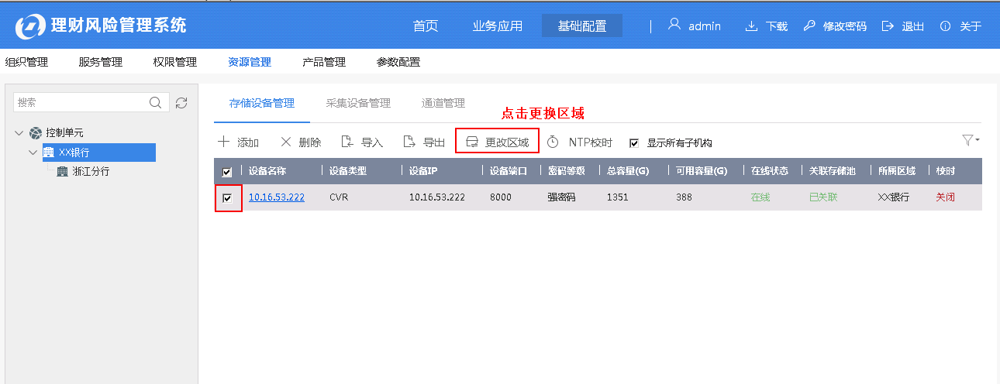 理财风险管理系统
首页 业务应用 基础配置 admin 下载 修改密码 退出 关于
组织管理 服务管理 权限管理 资源管理 产品管理 参数配置
搜索
控制单元
XX银行
浙江分行
存储设备管理 采集设备管理 通道管理
点击更换区域
添加 删除 导入 导出 更改区域 NTP校时 显示所有子机构
设备名称 设备类型 设备IP 设备端口 密码等级 总容量(G) 可用容量(G) 在线状态 关联存储池 所属区域 校时
10.16.53.222 CVR 10.16.53.222 8000 强密码 1351 388 在线 已关联 XX银行 关闭